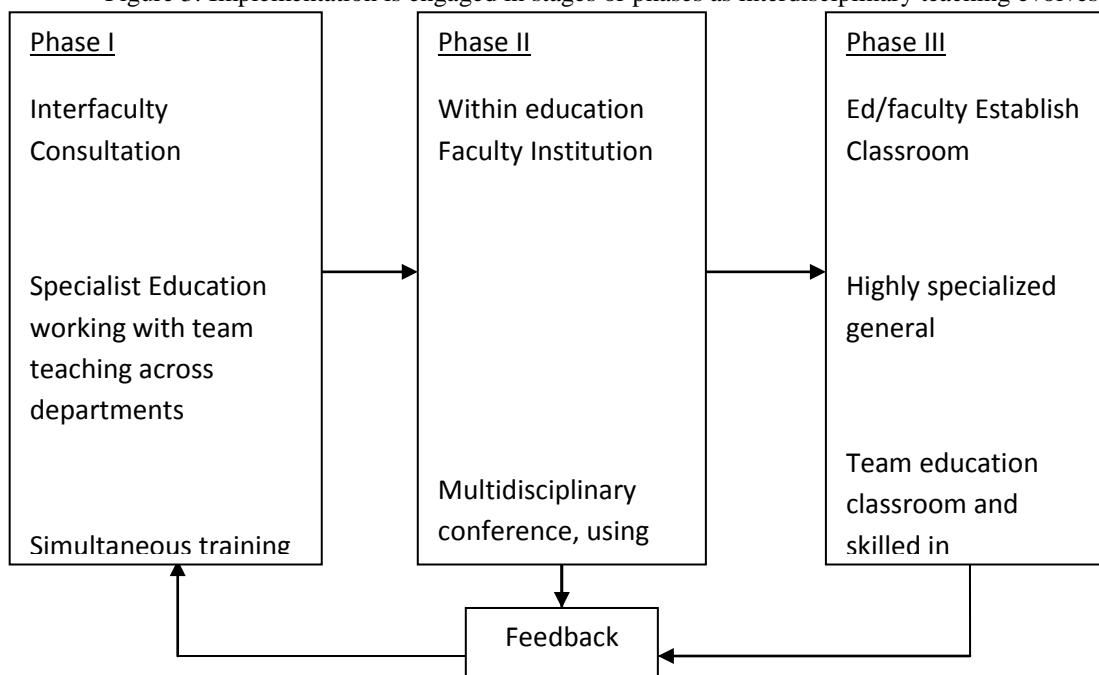 Figure 3: Implementation is engaged in stages or phases as interdisciplinary teaching evolves
Phase I
Interfaculty
Consultation
Specialist Education
working with team
teaching across
departments
Simultaneous training
Phase II
Within education
Faculty Institution
Multidisciplinary
conference, using
Phase III
Ed/faculty Establish
Classroom
Highly specialized
general
Team education
classroom and
skilled in
Feedback